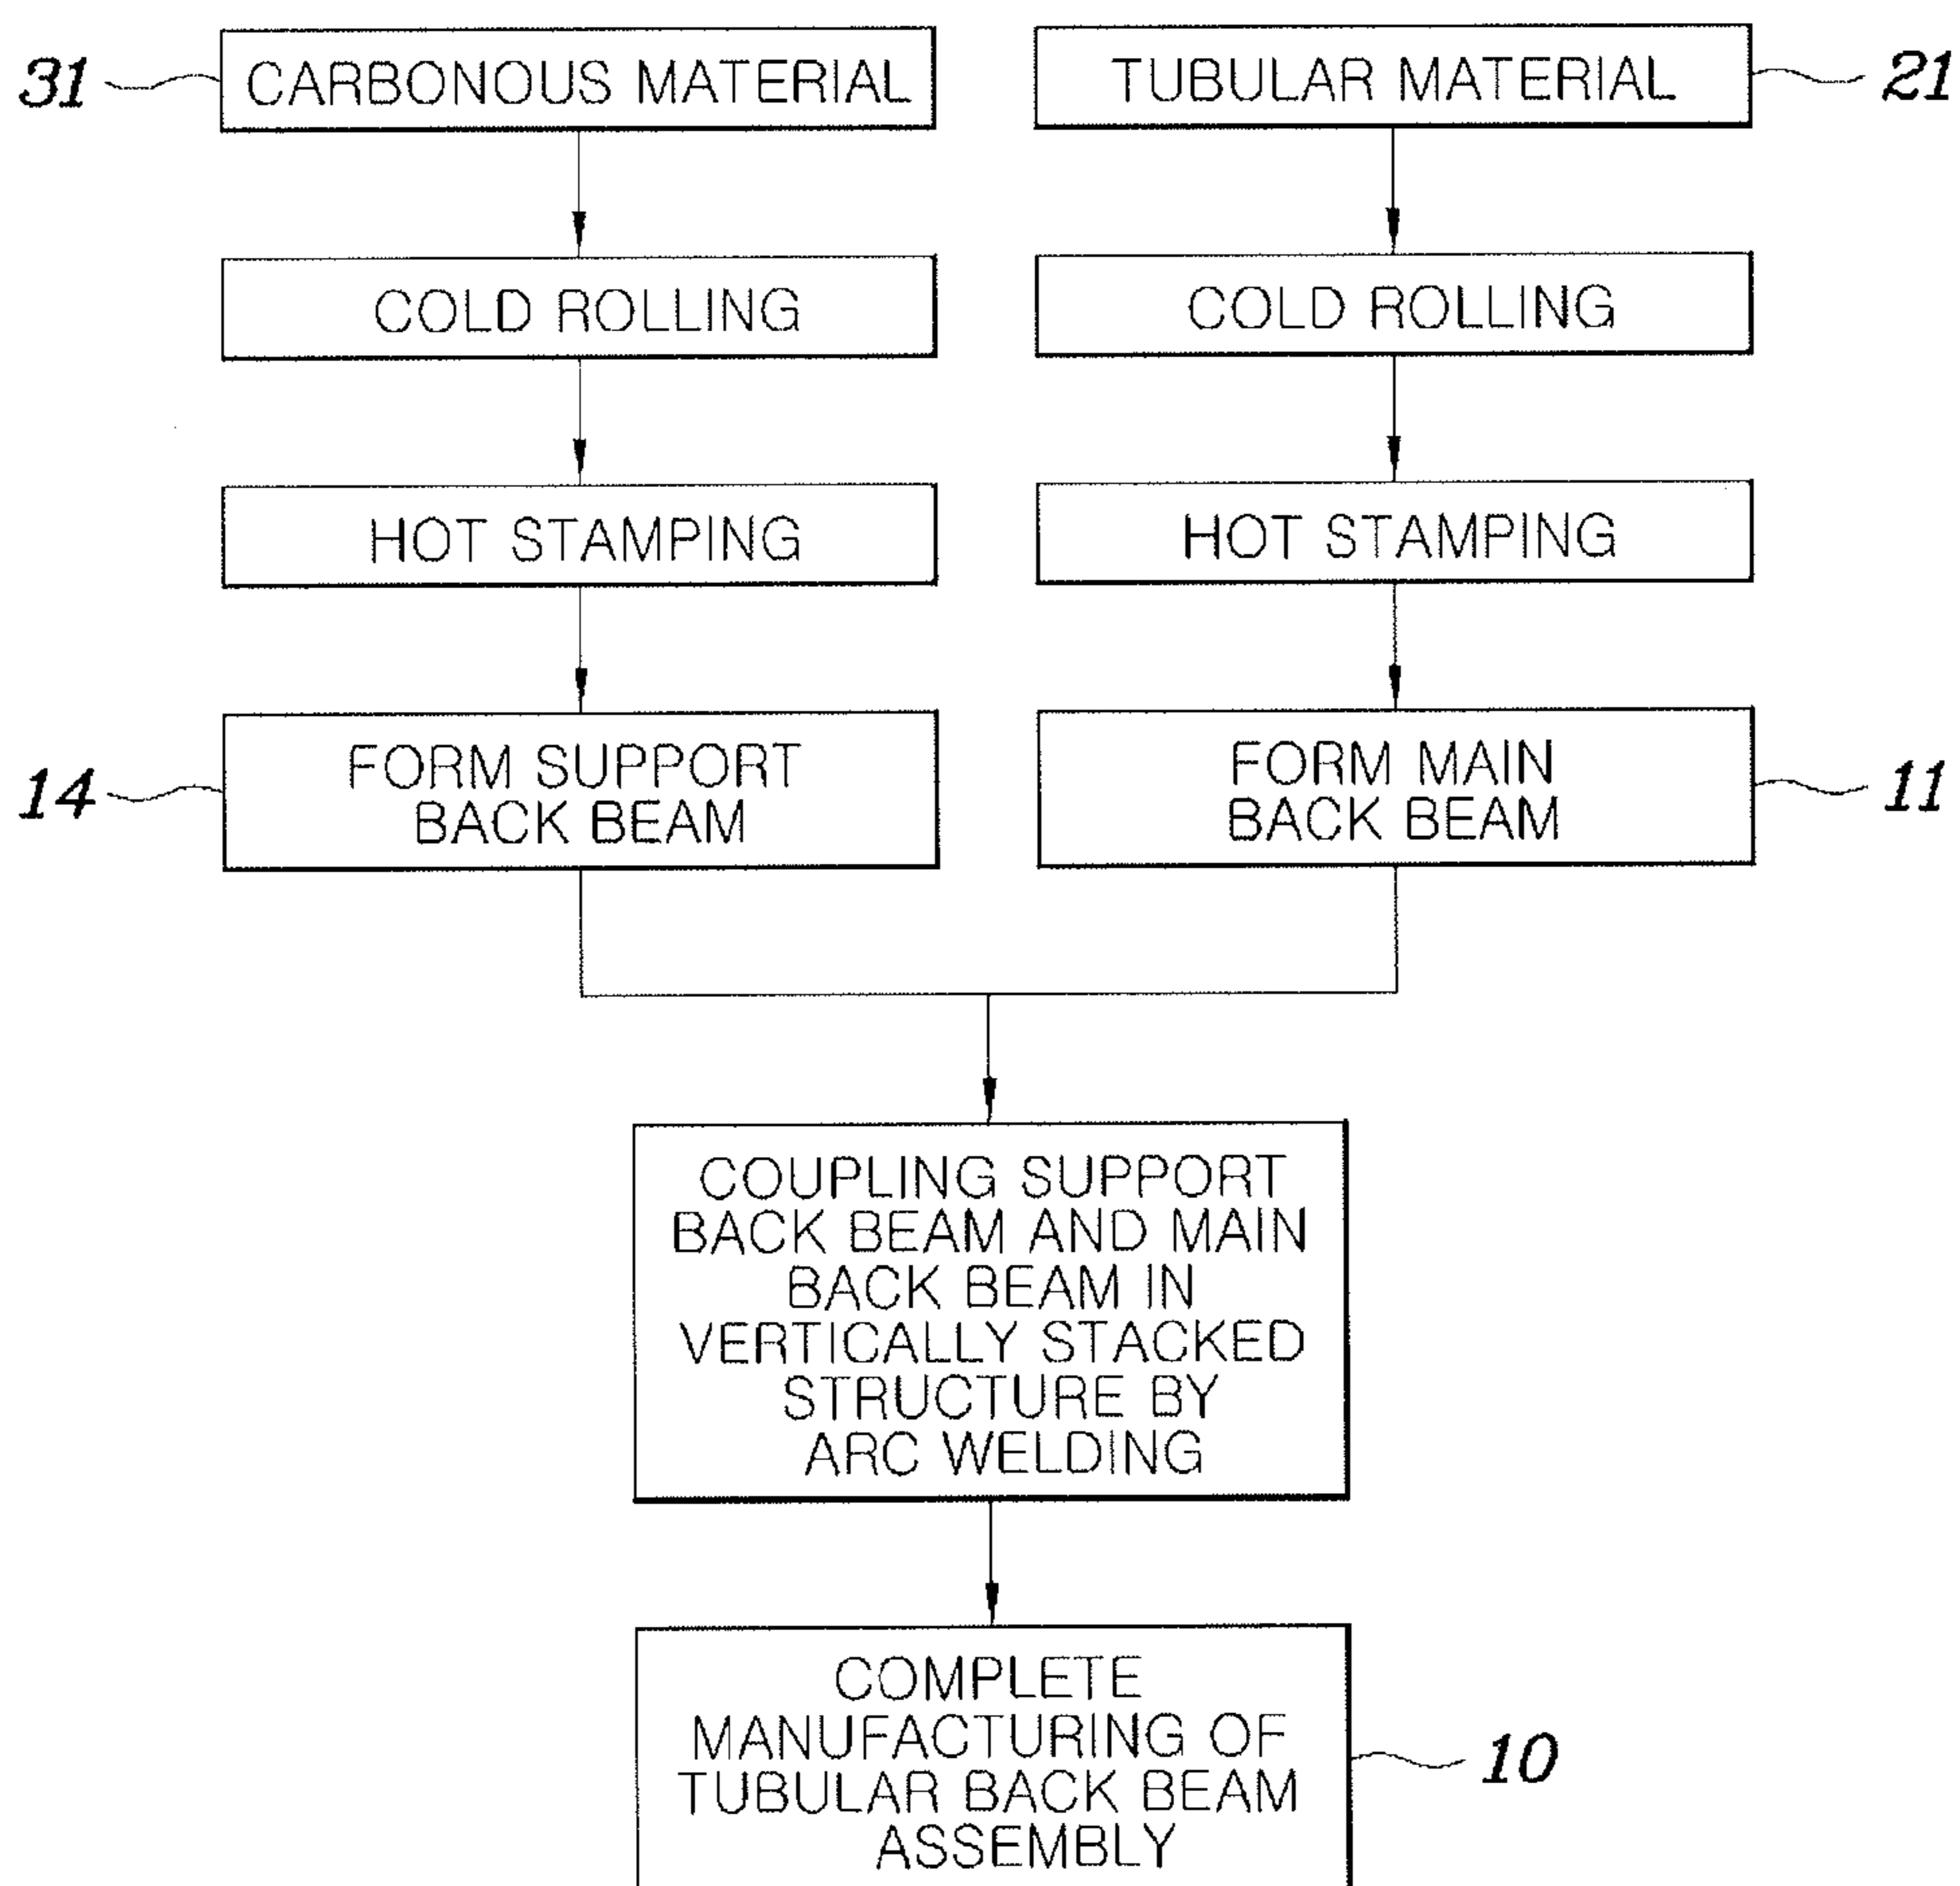 31
CARBONOUS MATERIAL
TUBULAR MATERIAL
21
COLD ROLLING
COLD ROLLING
HOT STAMPING
HOT STAMPING
14
FORM SUPPORT
BACK BEAM
FORM MAIN
BACK BEAM
11
COUPLING SUPPORT
BACK BEAM AND MAIN
BACK BEAM IN
VERTICALLY STACKED
STRUCTURE BY
ARC WELDING
COMPLETE
MANUFACTURING OF
TUBULAR BACK BEAM
ASSEMBLY
10